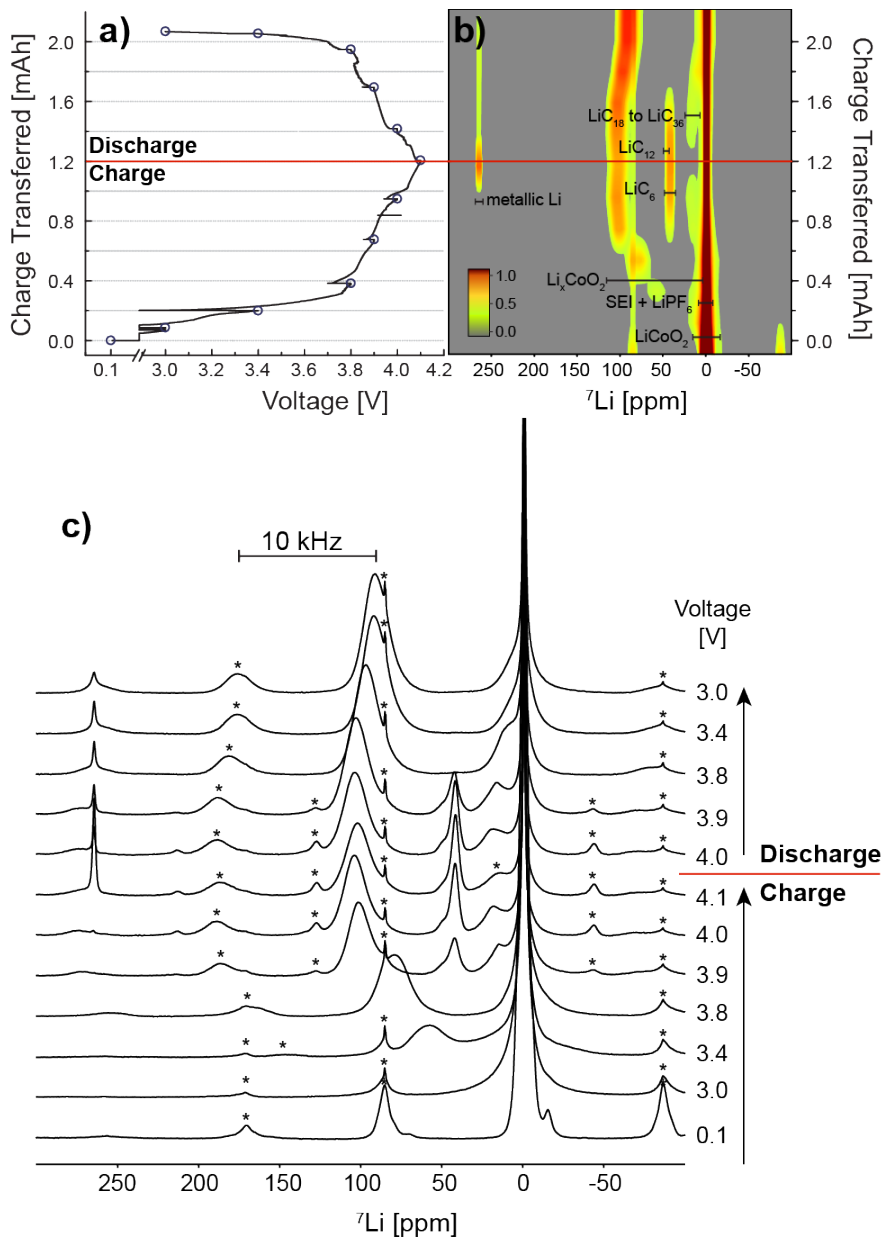 a)
2.0
1.6
1.2
0.8
0.4
0.0
Charge Transferred [mAh]
Discharge
Charge
0.1 3.0 3.2 3.4 3.6 3.8 4.0 4.2
Voltage [V]
b)
LiC18 to LiC36
LiC12
LiC6
metallic Li
LixCoO2
SEI + LiPF6
LiCoO2
1.0
0.5
0.0
250 200 150 100 50 0 -50
7Li [ppm]
2.0
1.6
1.2
0.8
0.4
0.0
Charge Transferred [mAh]
c)
10 kHz
Voltage
[V]
* * * 3.0
* * * 3.4
* * * 3.8
* * * * * 3.9
* * * * * 4.0
Discharge
* * * * * * 4.1
Charge
* * * * * 4.0
* * * * * 3.9
* * 3.8
* * * * 3.4
* * * 3.0
* * * 0.1
250 200 150 100 50 0 -50
7Li [ppm]